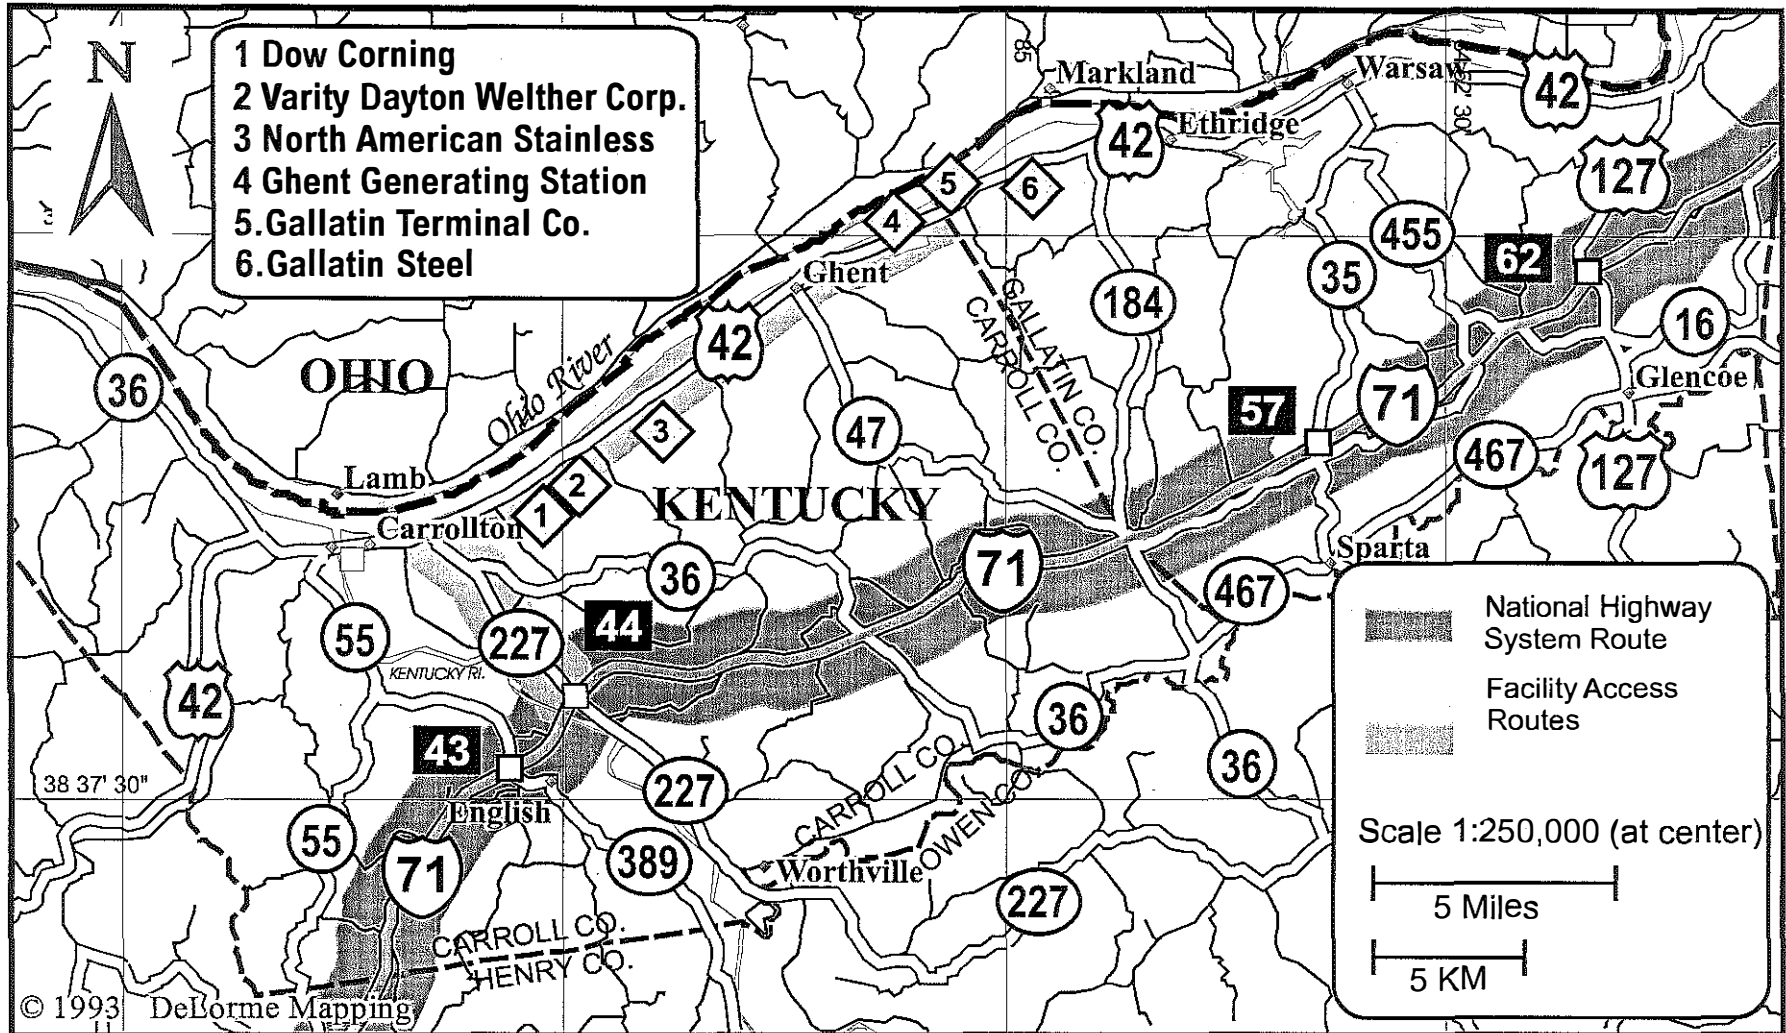 N
1 Dow Corning
2 Varity Dayton Welther Corp.
3 North American Stainless
4 Ghent Generating Station
5.Gallatin Terminal Co.
6.Gallatin Steel
85
Markland
Warsaw
42
42
Ethridge
127
5
6
4
455
62
Ghent
35
184
GALLATIN CO.
CARROLL CO.
16
42
OHIO
36
Ohio River
Glencoe
71
57
3
47
467
127
Lamb
2
1
KENTUCKY
Carrollton
Sparta
71
36
467
44
55
227
KENTUCKY RI.
42
36
43
36
CARROLL CO.
OWEN CO.
38 37' 30"
227
English
55
71
389
Worthville
227
CARROLL CO.
HENRY CO.
National Highway
System Route
Facility Access
Routes
Scale 1:250,000 (at center)
5 Miles
5 KM
© 1993 DeLorme Mapping